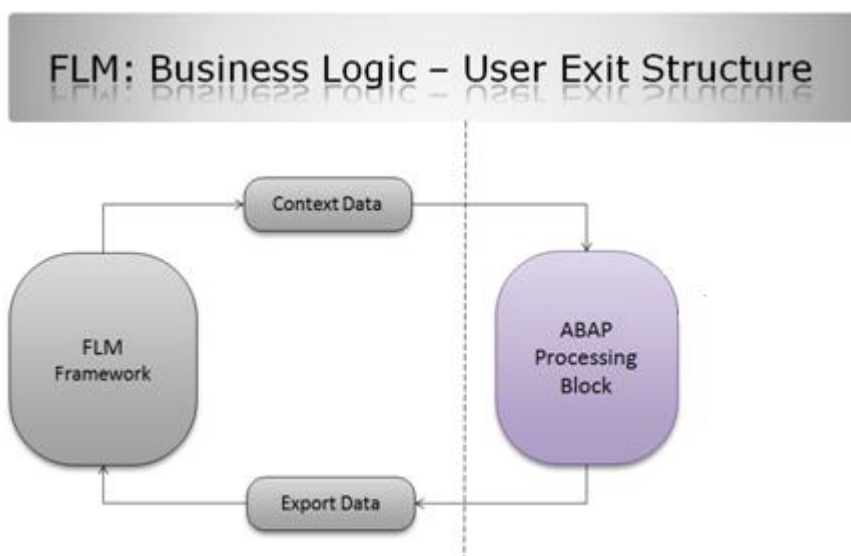 FLM: Business Logic – User Exit Structure
Context Data
FLM
Framework
ABAP
Processing
Block
Export Data